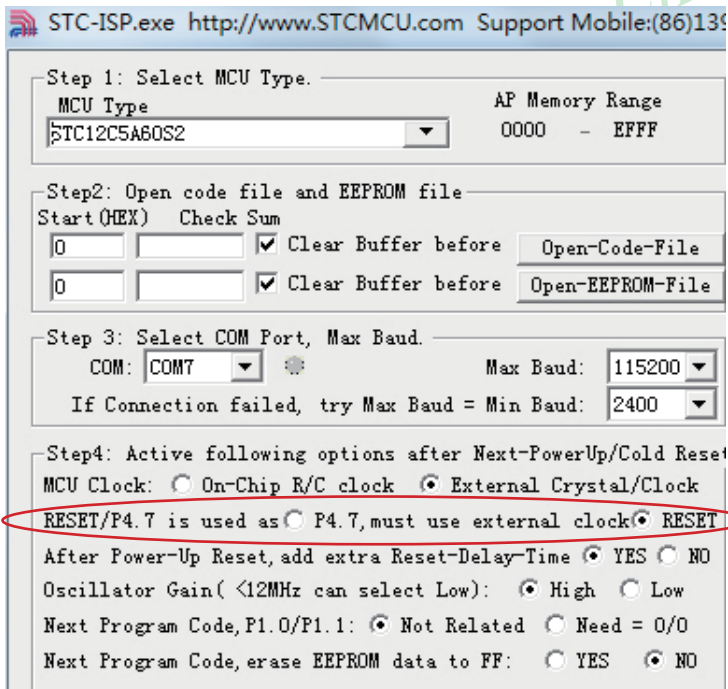 STC-ISP.exe http://www.STCMCU.com Support Mobile:(86)139
Step 1: Select MCU Type.
MCU Type AP Memory Range
STC12C5A60S2 0000 - EFFF
Step2: Open code file and EEPROM file
Start(HEX) Check Sum
0 Clear Buffer before Open-Code-File
0 Clear Buffer before Open-EEPROM-File
Step 3: Select COM Port, Max Baud.
COM: COM7 Max Baud: 115200
If Connection failed, try Max Baud = Min Baud: 2400
Step4: Active following options after Next-PowerUp/Cold Reset
MCU Clock: On-Chip R/C clock External Crystal/Clock
RESET/P4.7 is used as P4.7, must use external clock RESET
After Power-Up Reset, add extra Reset-Delay-Time YES NO
Oscillator Gain( <12MHz can select Low): High Low
Next Program Code, P1.0/P1.1: Not Related Need = 0/0
Next Program Code, erase EEPROM data to FF: YES NO